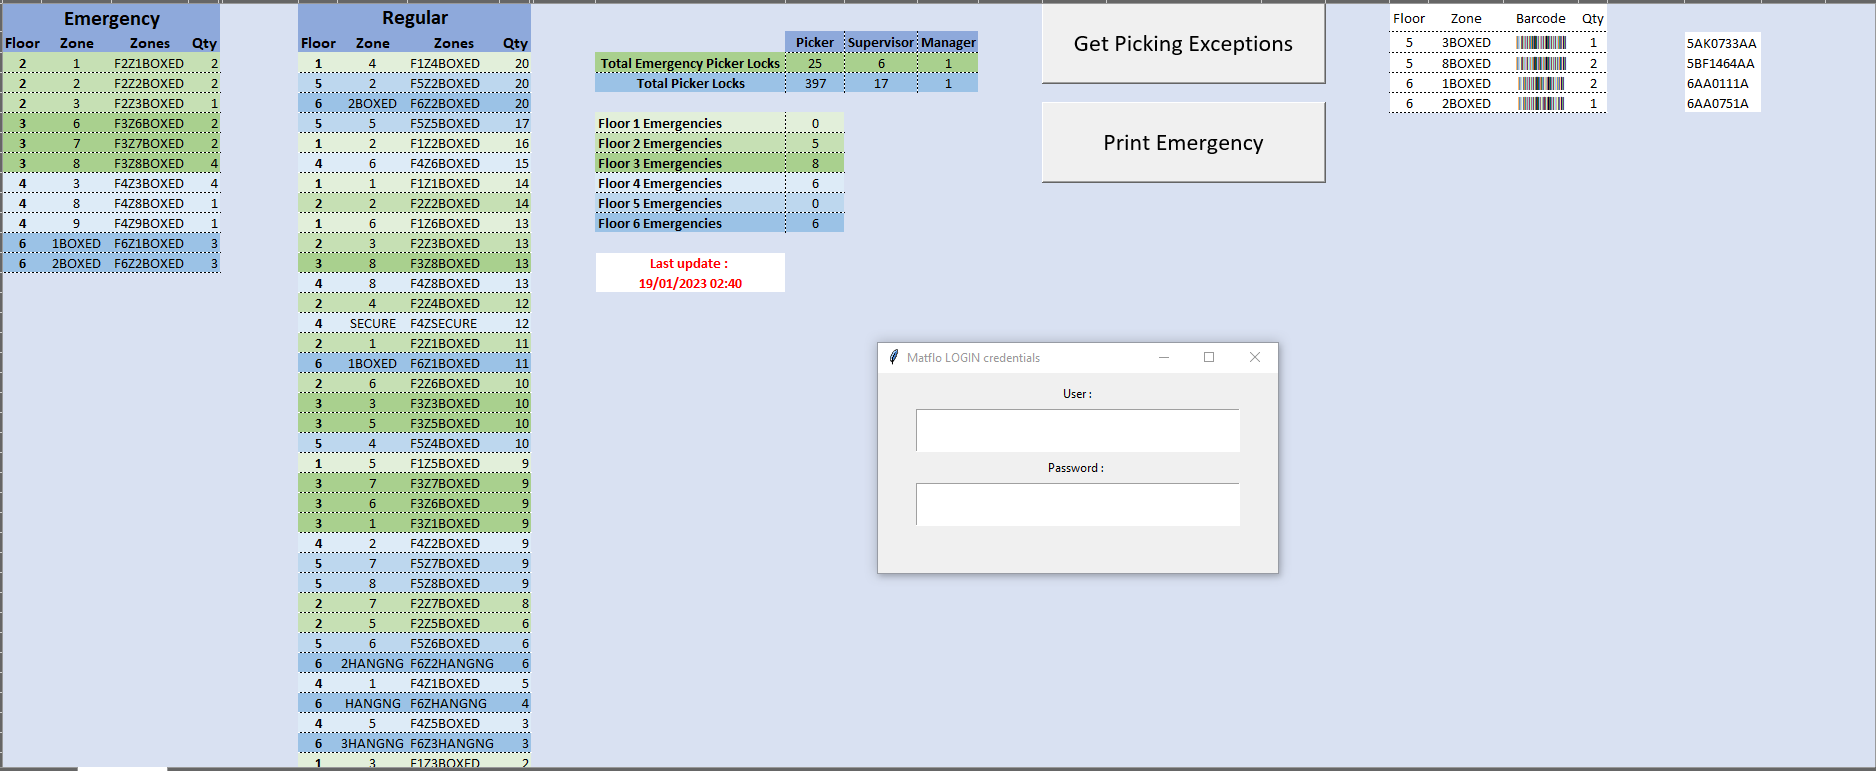 Emergency
Floor Zone Zones Qty
2 1 F2Z1BOXED 2
2 2 F2Z2BOXED 2
2 3 F2Z3BOXED 1
3 6 F3Z6BOXED 2
3 7 F3Z7BOXED 2
3 8 F3Z8BOXED 4
4 3 F4Z3BOXED 4
4 8 F4Z8BOXED 1
4 9 F4Z9BOXED 1
6 1BOXED F6Z1BOXED 3
6 2BOXED F6Z2BOXED 3
Regular
Floor Zone Zones Qty
1 4 F1Z4BOXED 20
5 2 F5Z2BOXED 20
6 2BOXED F6Z2BOXED 20
5 5 F5Z5BOXED 17
1 2 F1Z2BOXED 16
4 6 F4Z6BOXED 15
1 1 F1Z1BOXED 14
2 2 F2Z2BOXED 14
1 6 F1Z6BOXED 13
2 3 F2Z3BOXED 13
3 8 F3Z8BOXED 13
4 8 F4Z8BOXED 13
2 4 F2Z4BOXED 12
4 SECURE F4ZSECURE 12
2 1 F2Z1BOXED 11
6 1BOXED F6Z1BOXED 11
2 6 F2Z6BOXED 10
3 3 F3Z3BOXED 10
3 5 F3Z5BOXED 10
5 4 F5Z4BOXED 10
1 5 F1Z5BOXED 9
3 7 F3Z7BOXED 9
3 6 F3Z6BOXED 9
3 1 F3Z1BOXED 9
4 2 F4Z2BOXED 9
5 7 F5Z7BOXED 9
5 8 F5Z8BOXED 9
2 7 F2Z7BOXED 8
2 5 F2Z5BOXED 6
5 6 F5Z6BOXED 6
6 2HANGNG F6Z2HANGNG 6
4 1 F4Z1BOXED 5
6 HANGNG F6ZHANGNG 4
4 5 F4Z5BOXED 3
6 3HANGNG F6Z3HANGNG 3
1 3 F1Z3BOXED 2
Picker Supervisor Manager
Total Emergency Picker Locks 25 6 1
Total Picker Locks 397 17 1
Floor 1 Emergencies 0
Floor 2 Emergencies 5
Floor 3 Emergencies 8
Floor 4 Emergencies 6
Floor 5 Emergencies 0
Floor 6 Emergencies 6
Last update :
19/01/2023 02:40
Get Picking Exceptions
Print Emergency
Matflo LOGIN credentials
User :
Password :
Floor Zone Barcode Qty
5 3BOXED 1
5 8BOXED 2
6 1BOXED 2
6 2BOXED 1
5AK0733AA
5BF1464AA
6AA0111A
6AA0751A